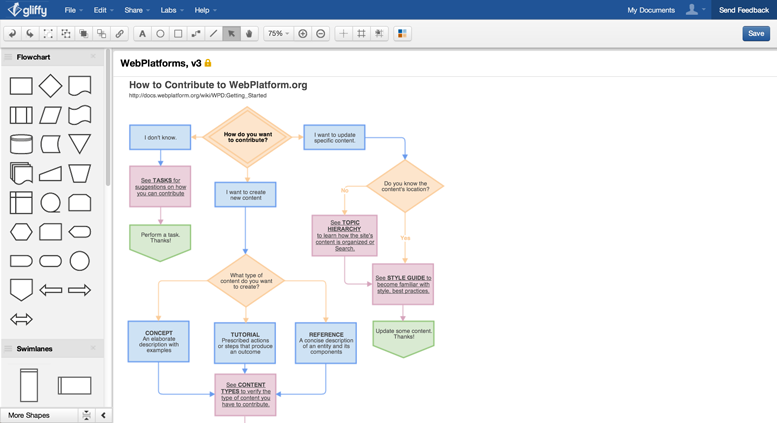 gliffy
File Edit Share Labs Help
My Documents
Send Feedback
A
75%
Save
Flowchart
WebPlatforms, v3
How to Contribute to WebPlatform.org
http://docs.webplatform.org/wiki/WPD:Getting_Started
I don't know.
How do you want
to contribute?
I want to update
specific content.
See TASKS for
suggestions on how
you can contribute
I want to create
new content
Do you know the
content's location?
No
Yes
Perform a task.
Thanks!
See TOPIC
HIERARCHY
to learn how the site's
content is organized or
Search.
What type of
content do you want
to create?
See STYLE GUIDE to
become familiar with
style, best practices.
CONCEPT
An elaborate
description with
examples
TUTORIAL
Prescribed actions
or steps that produce
an outcome
REFERENCE
A concise description
of an entity and its
components
Update some content.
Thanks!
See CONTENT
TYPES to verify the
type of content you
have to contribute.
Swimlanes
More Shapes